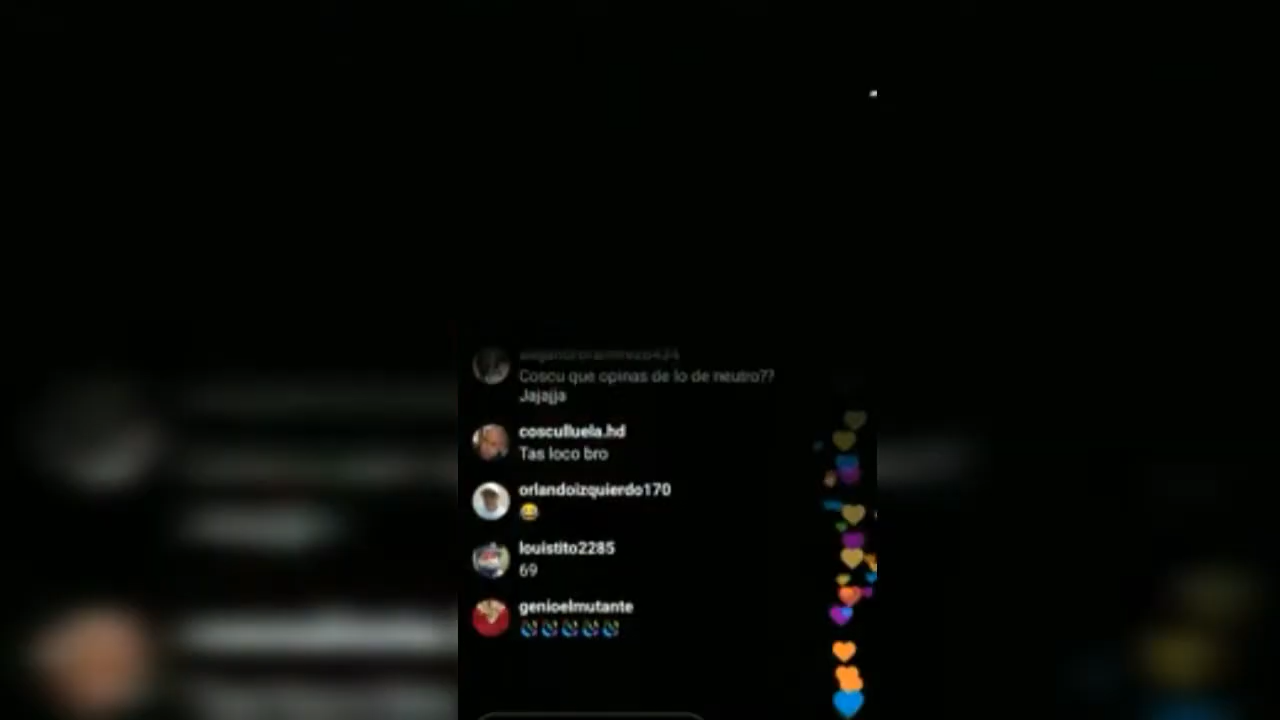 Coscu que opinas de lo de neutro??
Jajajja
cosculluela.hd
Tas loco bro
orlandoizquierdo170
😂
louistito2285
69
genioelmutante